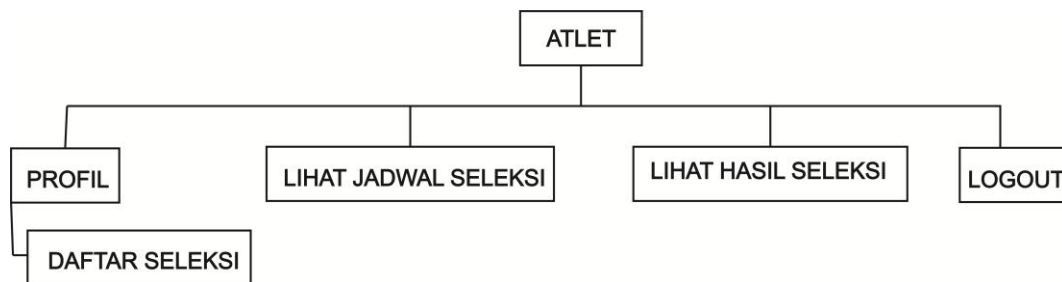 ATLET
PROFIL
LIHAT JADWAL SELEKSI
LIHAT HASIL SELEKSI
LOGOUT
DAFTAR SELEKSI